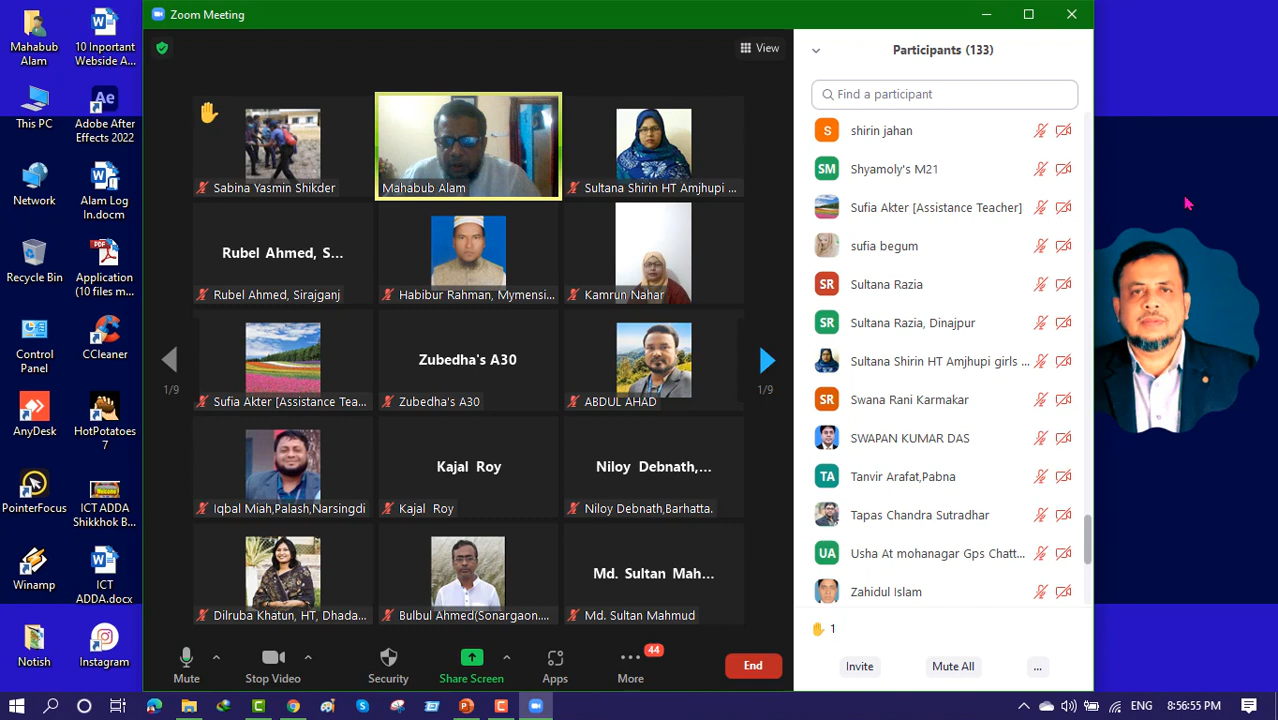 Mahabub
Alam
10 Inportant
Webside A...
This PC
Adobe After
Effects 2022
Network
Alam Log
In.docm
Recycle Bin
Application
(10 files m...
Control
Panel
CCleaner
AnyDesk
HotPotatoes
7
PointerFocus
ICT ADDA
Shikkhok B...
Winamp
ICT
ADDA.docx
Notish
Instagram
Zoom Meeting
View
Sabina Yasmin Shikder
Mahabub Alam
Sultana Shirin HT Amjhupi ...
Rubel Ahmed, S...
Rubel Ahmed, Sirajganj
Habibur Rahman, Mymensi...
Kamrun Nahar
1/9
Sufia Akter [Assistance Tea...
Zubedha's A30
Zubedha's A30
ABDUL AHAD
1/9
Iqbal Miah,Palash,Narsingdi
Kajal Roy
Kajal Roy
Niloy Debnath,...
Niloy Debnath,Barhatta.
Dilruba Khatun, HT, Dhada...
Bulbul Ahmed(Sonargaon....
Md. Sultan Mah...
Md. Sultan Mahmud
Mute
Stop Video
Security
Share Screen
Apps
44
More
End
Participants (133)
Find a participant
S shirin jahan
SM Shyamoly's M21
Sufia Akter [Assistance Teacher]
sufia begum
SR Sultana Razia
SR Sultana Razia, Dinajpur
Sultana Shirin HT Amjhupi girls ...
SR Swana Rani Karmakar
SWAPAN KUMAR DAS
TA Tanvir Arafat,Pabna
Tapas Chandra Sutradhar
UA Usha At mohanagar Gps Chatt...
Zahidul Islam
1
Invite
Mute All
...
ENG
8:56:55 PM